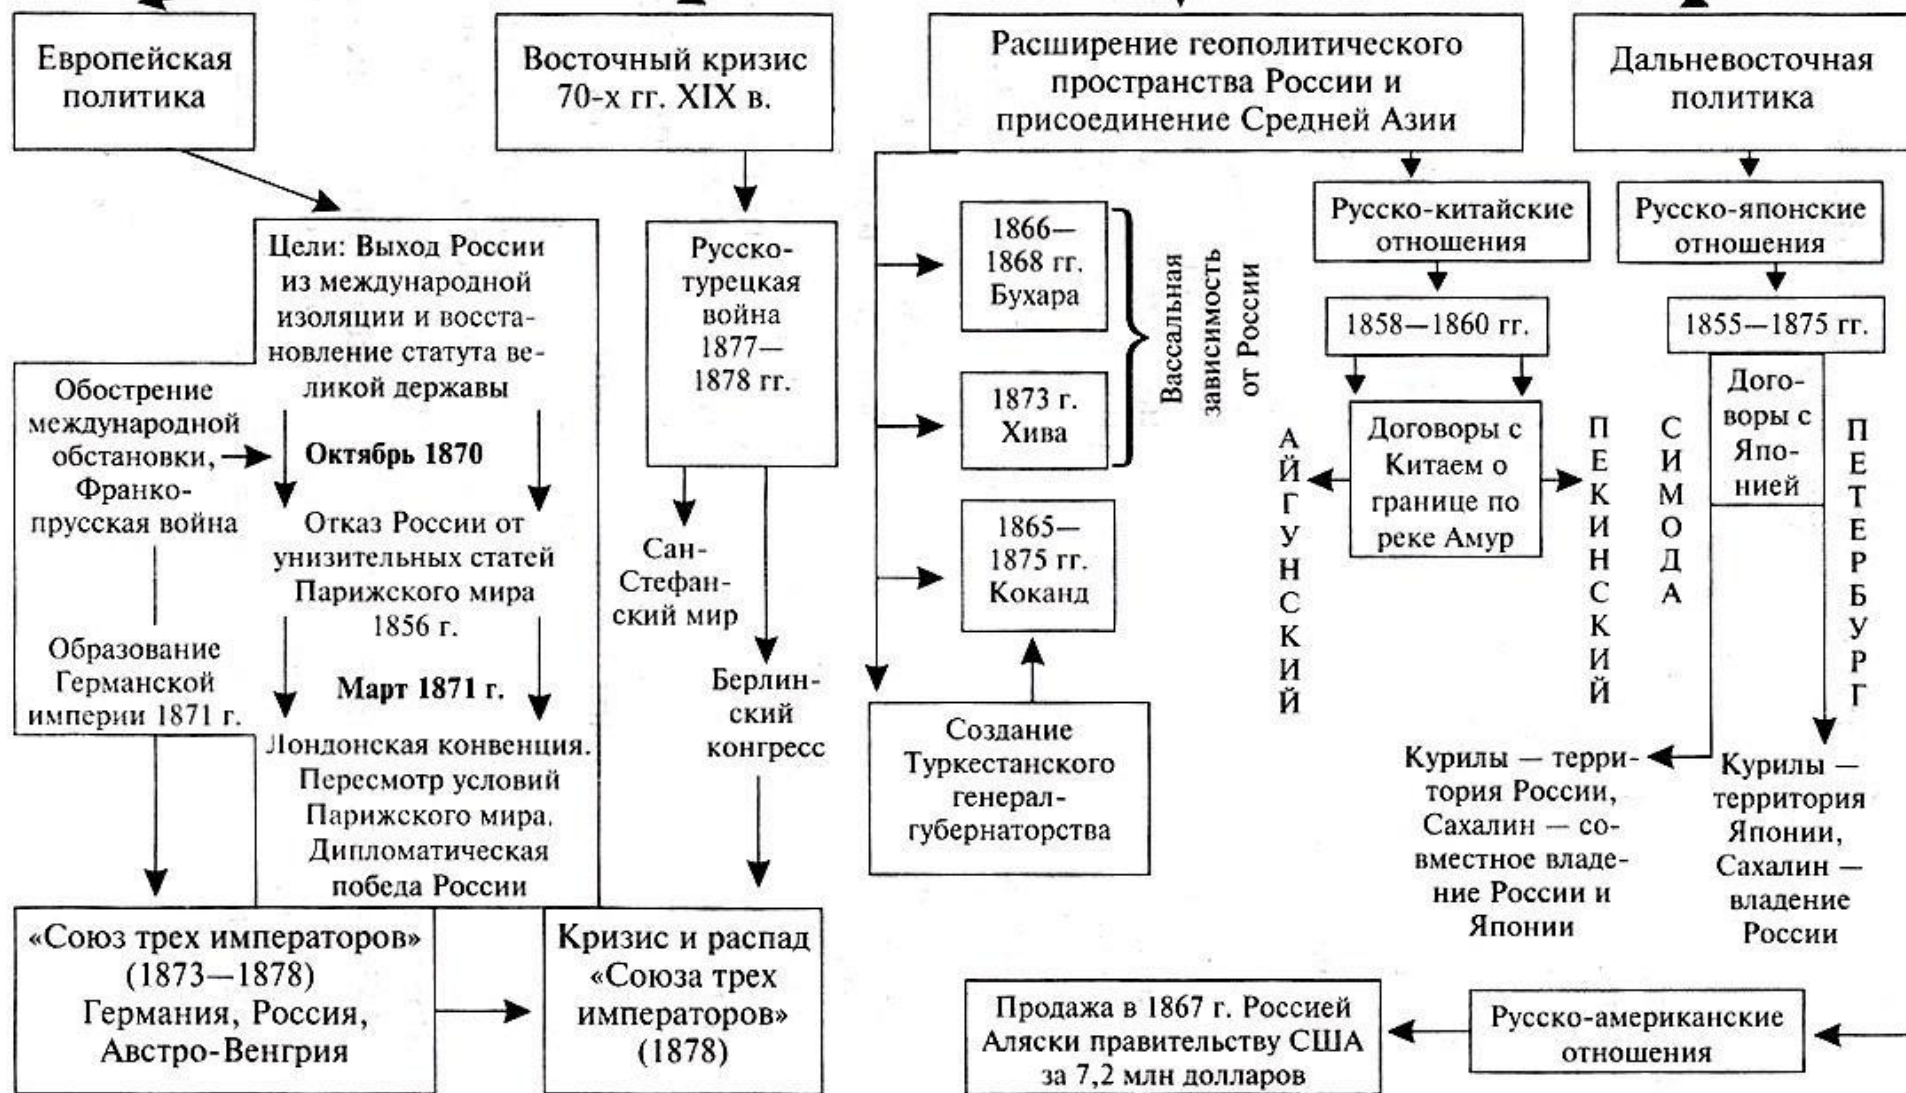 Европейская
политика
Восточный кризис
70-х гг. XIX в.
Расширение геополитического
пространства России и
присоединение Средней Азии
Дальневосточная
политика
Цели: Выход России
из международной
изоляции и восста-
новление статута ве-
ликой державы
Обострение
международной
обстановки,
Франко-
прусская война
Октябрь 1870
Отказ России от
унизительных статей
Парижского мира
1856 г.
Образование
Германской
империи 1871 г.
Март 1871 г.
Лондонская конвенция.
Пересмотр условий
Парижского мира.
Дипломатическая
победа России
«Союз трех императоров»
(1873—1878)
Германия, Россия,
Австро-Венгрия
Русско-
турецкая
война
1877—
1878 гг.
Сан-
Стефан-
ский мир
Берлин-
ский
конгресс
Кризис и распад
«Союза трех
императоров»
(1878)
1866—
1868 гг.
Бухара
1873 г.
Хива
Вассальная
зависимость
от России
1865—
1875 гг.
Коканд
Создание
Туркестанского
генерал-
губернаторства
Русско-китайские
отношения
1858—1860 гг.
Договоры с
Китаем о
границе по
реке Амур
АЙГУНСКИЙ
ПЕКИНСКИЙ
Русско-японские
отношения
1855—1875 гг.
Дого-
воры с
Япо-
нией
СИМОДА
ПЕТЕРБУРГ
Курилы — терри-
тория России,
Сахалин — со-
вместное владе-
ние России и
Японии
Курилы —
территория
Японии,
Сахалин —
владение
России
Русско-американские
отношения
Продажа в 1867 г. Россией
Аляски правительству США
за 7,2 млн долларов